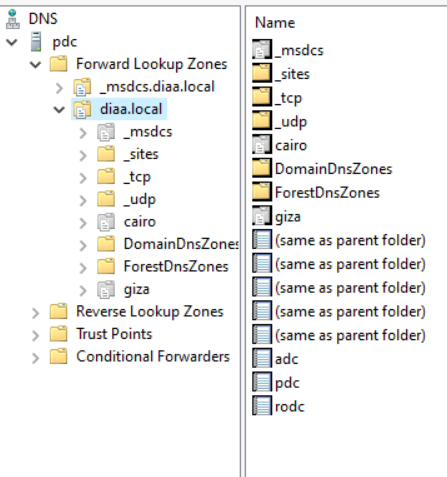 DNS
pdc
Forward Lookup Zones
_msdcs.diaa.local
diaa.local
_msdcs
_sites
_tcp
_udp
cairo
DomainDnsZones
ForestDnsZones
giza
Reverse Lookup Zones
Trust Points
Conditional Forwarders
Name
_msdcs
_sites
_tcp
_udp
cairo
DomainDnsZones
ForestDnsZones
giza
(same as parent folder)
(same as parent folder)
(same as parent folder)
(same as parent folder)
(same as parent folder)
adc
pdc
rodc